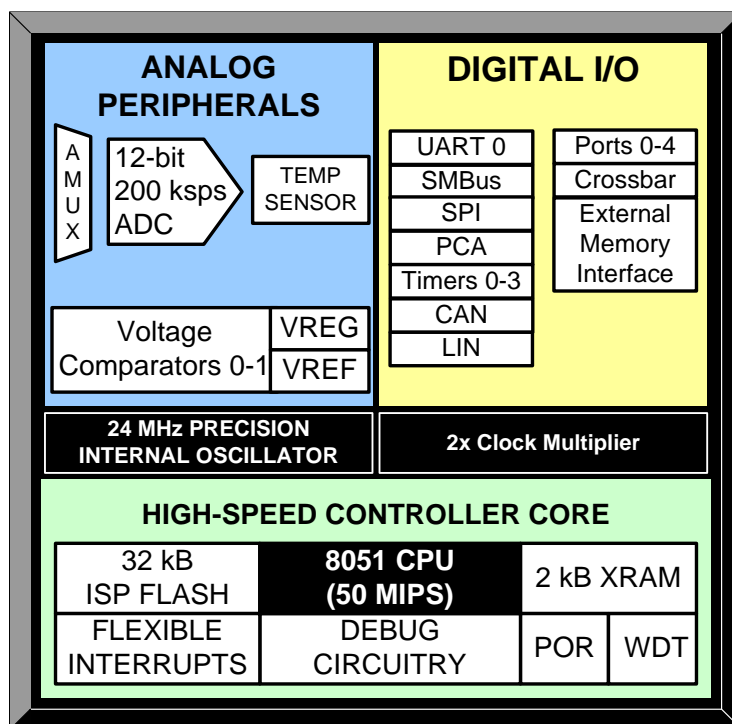 ANALOG
PERIPHERALS
A
M
U
X
12-bit
200 ksps
ADC
TEMP
SENSOR
Voltage
Comparators 0-1
VREG
VREF
DIGITAL I/O
UART 0
SMBus
SPI
PCA
Timers 0-3
CAN
LIN
Ports 0-4
Crossbar
External
Memory
Interface
24 MHz PRECISION
INTERNAL OSCILLATOR
2x Clock Multiplier
HIGH-SPEED CONTROLLER CORE
32 kB
ISP FLASH
8051 CPU
(50 MIPS)
2 kB XRAM
FLEXIBLE
INTERRUPTS
DEBUG
CIRCUITRY
POR
WDT